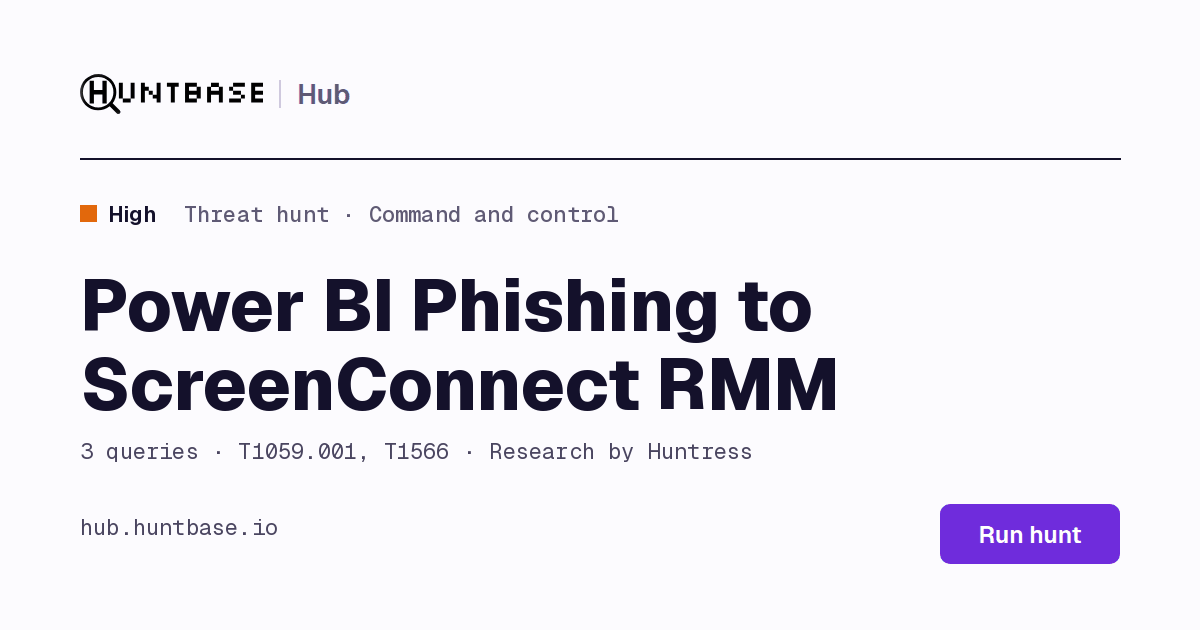 HUNTBASE | Hub
High Threat hunt · Command and control
Power BI Phishing to
ScreenConnect RMM
3 queries · T1059.001, T1566 · Research by Huntress
hub.huntbase.io
Run hunt